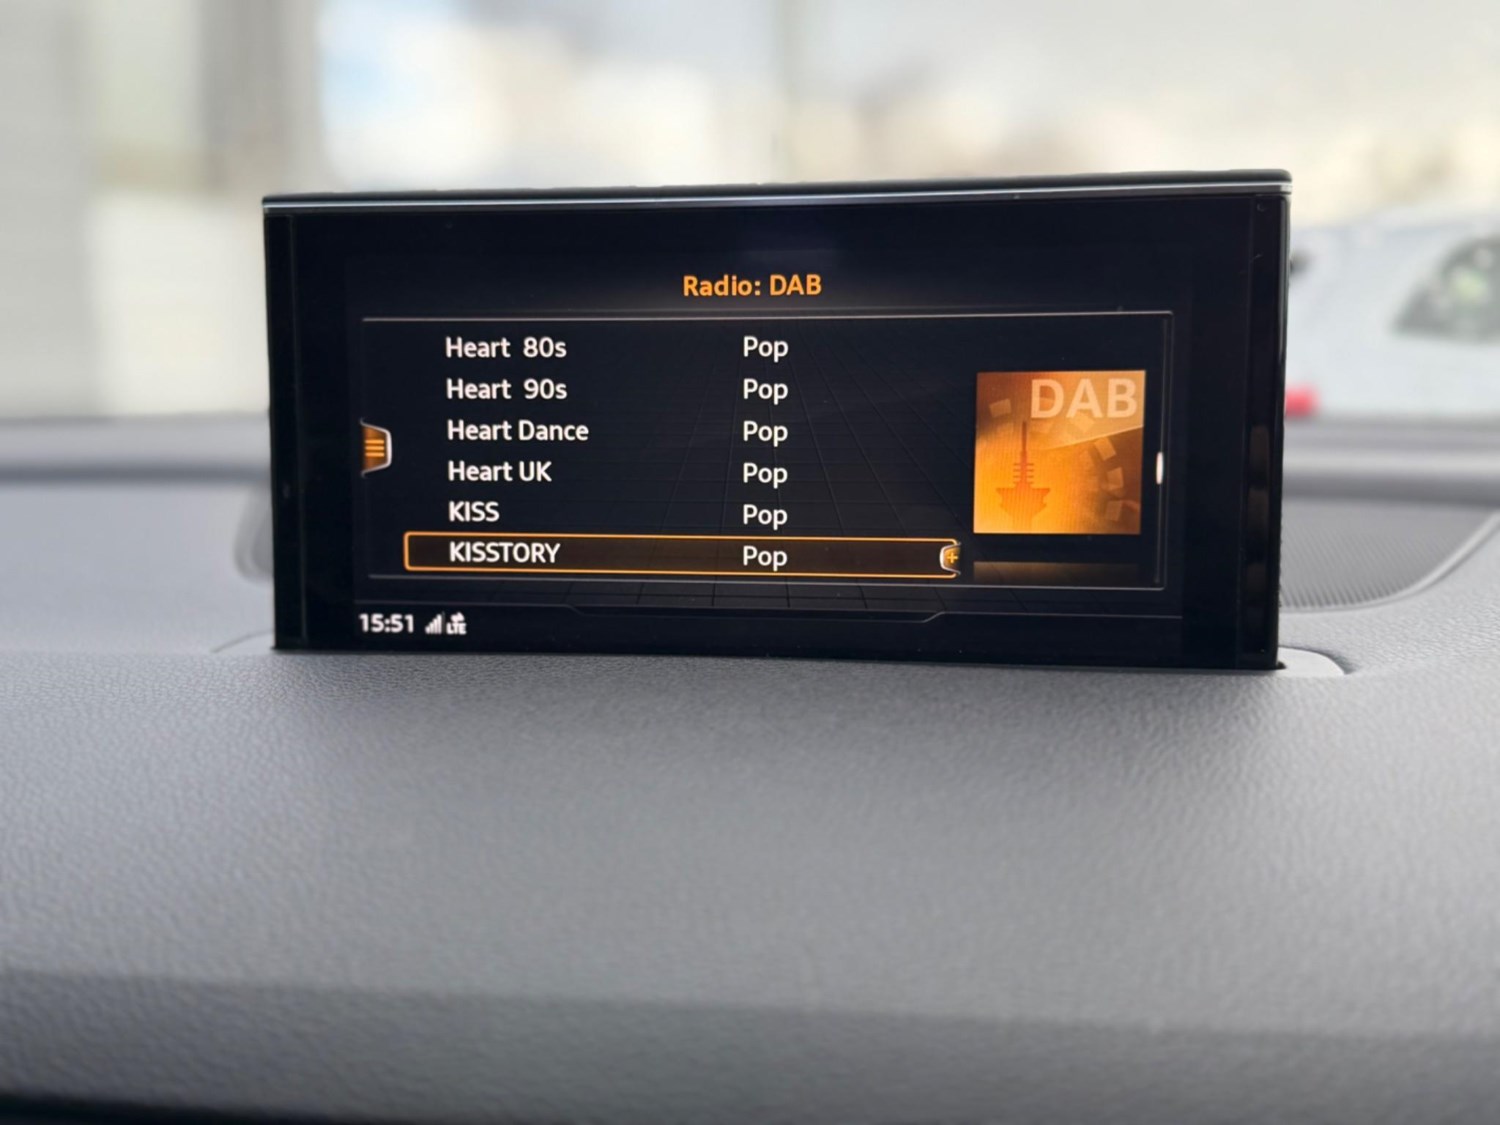 Radio: DAB
Heart 80s Pop
Heart 90s Pop
Heart Dance Pop
Heart UK Pop
KISS Pop
KISSTORY Pop
DAB
15:51 LTE